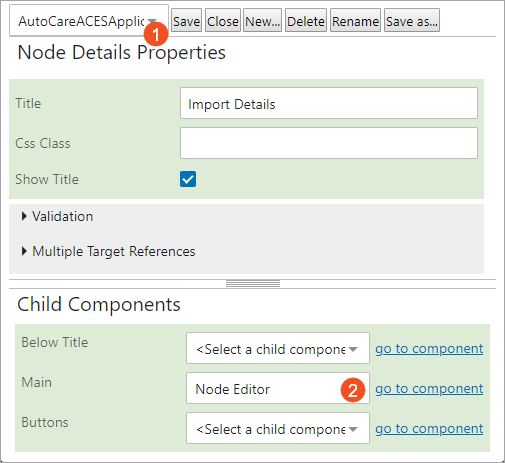 AutoCareACESApplic
Save Close New... Delete Rename Save as...
1
Node Details Properties
Title Import Details
Css Class
Show Title
Validation
Multiple Target References
Child Components
Below Title <Select a child compone go to component
Main Node Editor 2 go to component
Buttons <Select a child compone go to component